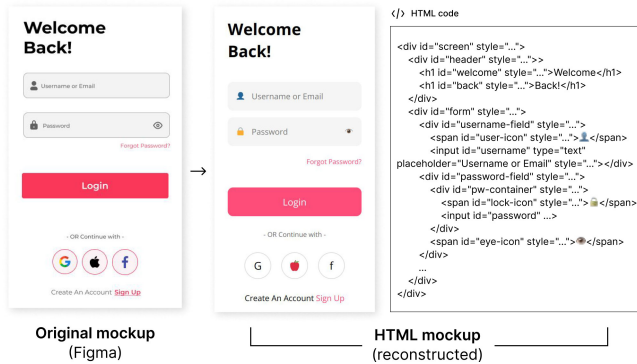 Welcome
Back!
Username or Email
Password
Forgot Password?
Login
- OR Continue with -
G
f
Create An Account Sign Up
Original mockup
(Figma)
→
Welcome
Back!
Username or Email
Password
Forgot Password?
Login
- OR Continue with -
G
f
Create An Account Sign Up
</> HTML code
<div id="screen" style="...">
<div id="header" style="...">>
<h1 id="welcome" style="...">Welcome</h1>
<h1 id="back" style="...">Back!</h1>
</div>
<div id="form" style="...">
<div id="username-field" style="...">
<span id="user-icon" style="...">👤</span>
<input id="username" type="text"
placeholder="Username or Email" style="..."></div>
<div id="password-field" style="...">
<div id="pw-container" style="...">
<span id="lock-icon" style="...">🔒</span>
<input id="password" ...>
</div>
<span id="eye-icon" style="...">👁️</span>
</div>
...
</div>
</div>
HTML mockup
(reconstructed)